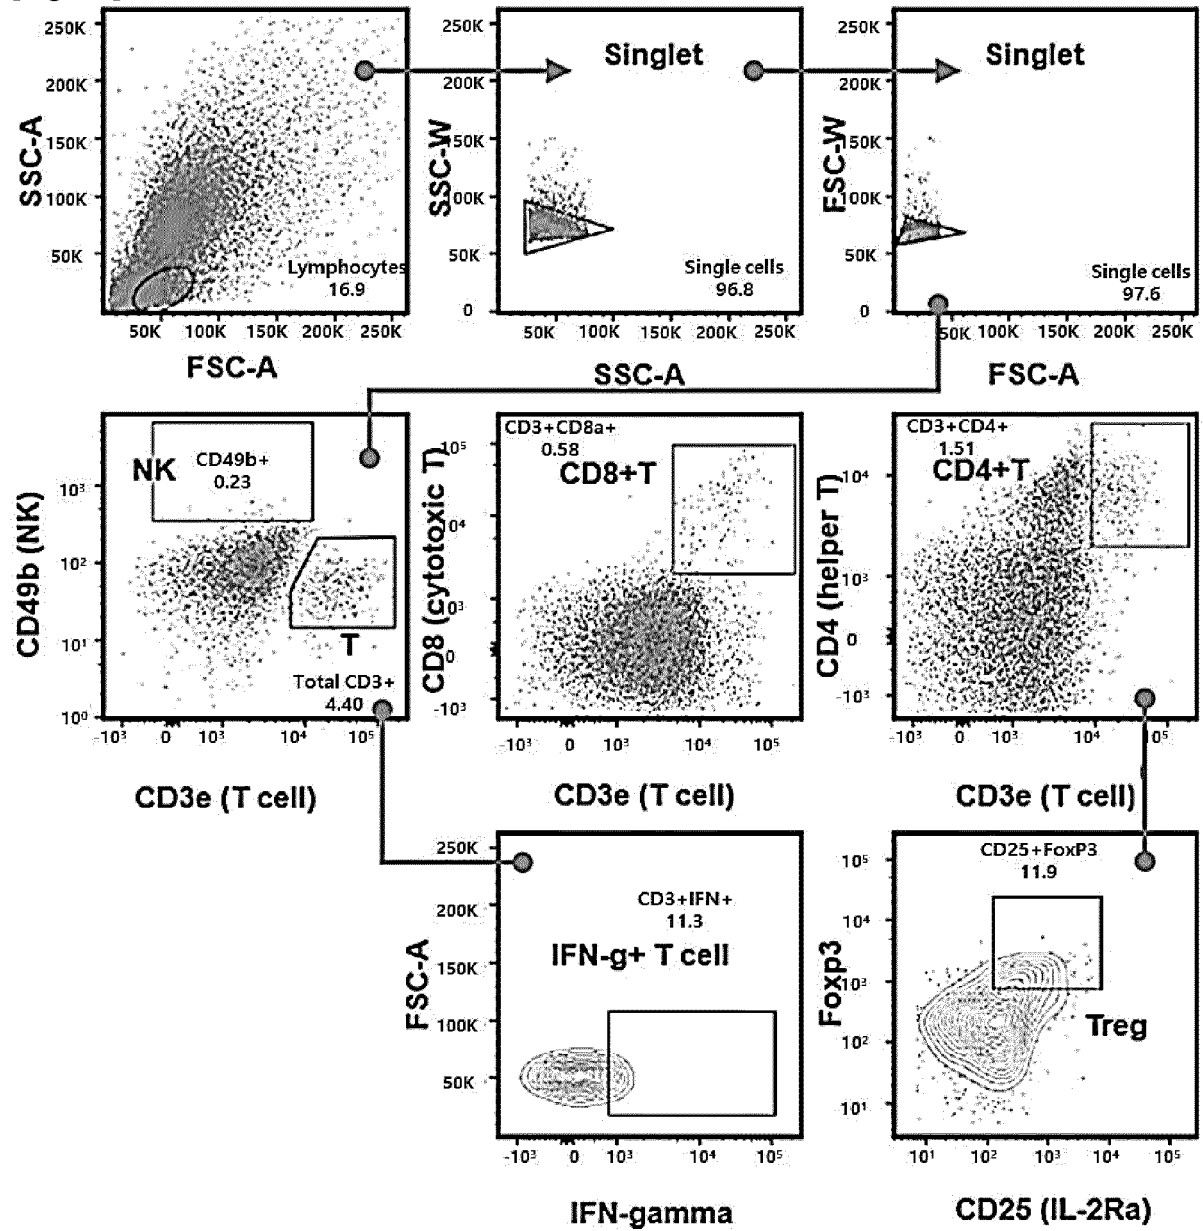 250K
200K
150K
100K
50K
SSC-A
Lymphocytes
16.9
50K 100K 150K 200K 250K
FSC-A
250K
200K
150K
100K
50K
0
SSC-W
Singlet
Single cells
96.8
50K 100K 150K 200K 250K
SSC-A
250K
200K
150K
100K
50K
0
FSC-W
Singlet
Single cells
97.6
50K 100K 150K 200K 250K
FSC-A
10³
10²
10¹
10⁰
CD49b (NK)
NK
CD49b+
0.23
T
Total CD3+
4.40
-10³ 0 10³ 10⁴ 10⁵
CD3e (T cell)
CD3+CD8a+
0.58
CD8+T
10⁵
10⁴
10³
0
-10³
CD8 (cytotoxic T)
-10³ 0 10³ 10⁴ 10⁵
CD3e (T cell)
CD3+CD4+
1.51
CD4+T
10⁴
10³
0
-10³
CD4 (helper T)
-10³ 0 10³ 10⁴ 10⁵
CD3e (T cell)
250K
200K
150K
100K
50K
FSC-A
CD3+IFN+
11.3
IFN-g+ T cell
-10³ 0 10³ 10⁴ 10⁵
IFN-gamma
CD25+FoxP3
11.9
10⁵
10⁴
10³
10²
10¹
Foxp3
Treg
10¹ 10² 10³ 10⁴ 10⁵
CD25 (IL-2Ra)